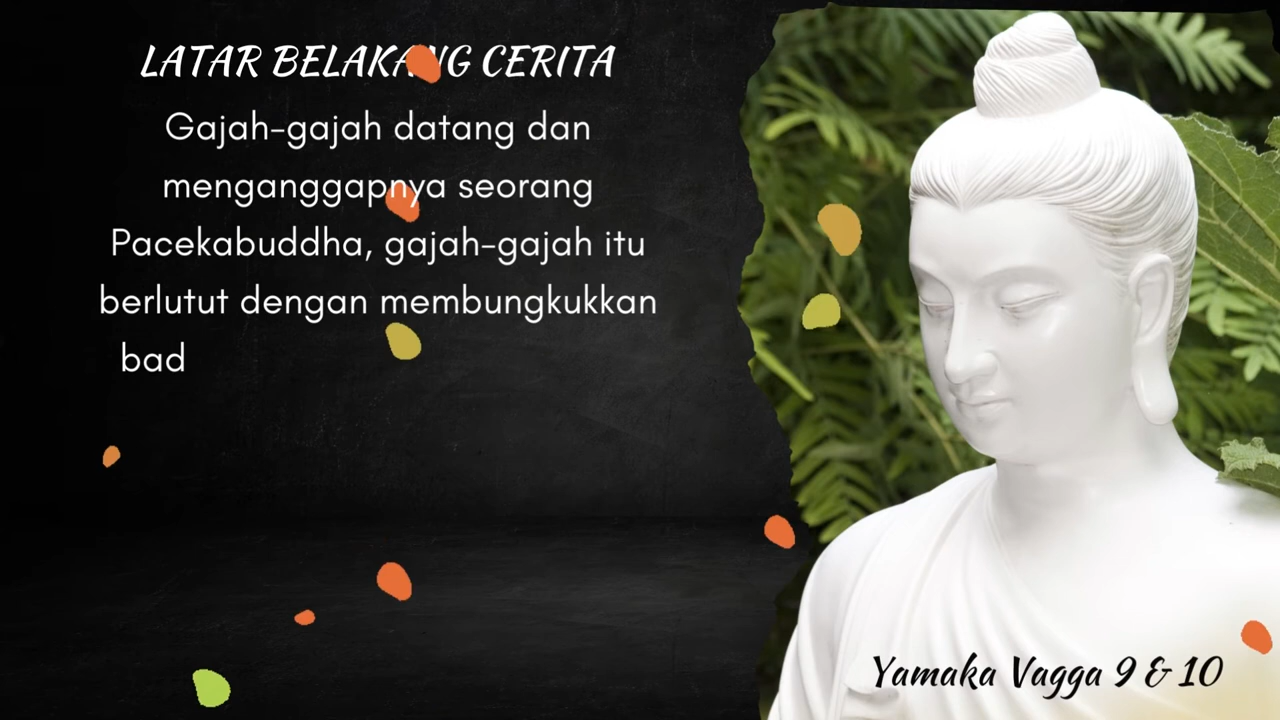 LATAR BELAKANG CERITA
Gajah-gajah datang dan
menganggapnya seorang
Pacekabuddha, gajah-gajah itu
berlutut dengan membungkukkan
bad
Yamaka Vagga 9 & 10